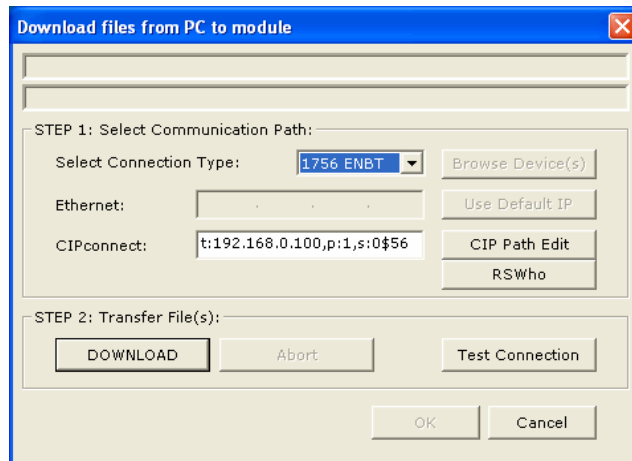 Download files from PC to module
STEP 1: Select Communication Path:
Select Connection Type: 1756 ENBT Browse Device(s)
Ethernet: . . . Use Default IP
CIPconnect: t:192.168.0.100,p:1,s:0$56 CIP Path Edit
RSWho
STEP 2: Transfer File(s):
DOWNLOAD Abort Test Connection
OK Cancel